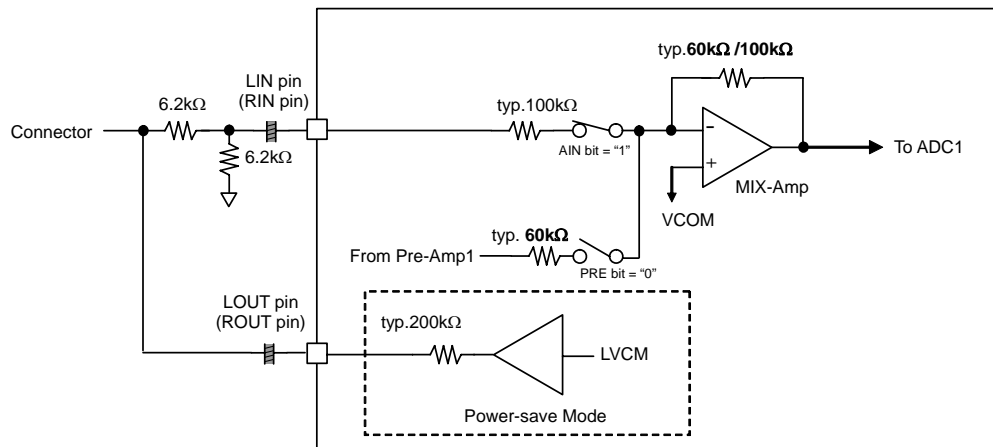 typ.60kΩ /100kΩ
LIN pin
(RIN pin)
6.2kΩ
typ.100kΩ
Connector
−
To ADC1
6.2kΩ
AIN bit = “1”
+
MIX-Amp
VCOM
typ. 60kΩ
From Pre-Amp1
PRE bit = “0”
LOUT pin
(ROUT pin)
typ.200kΩ
LVCM
Power-save Mode